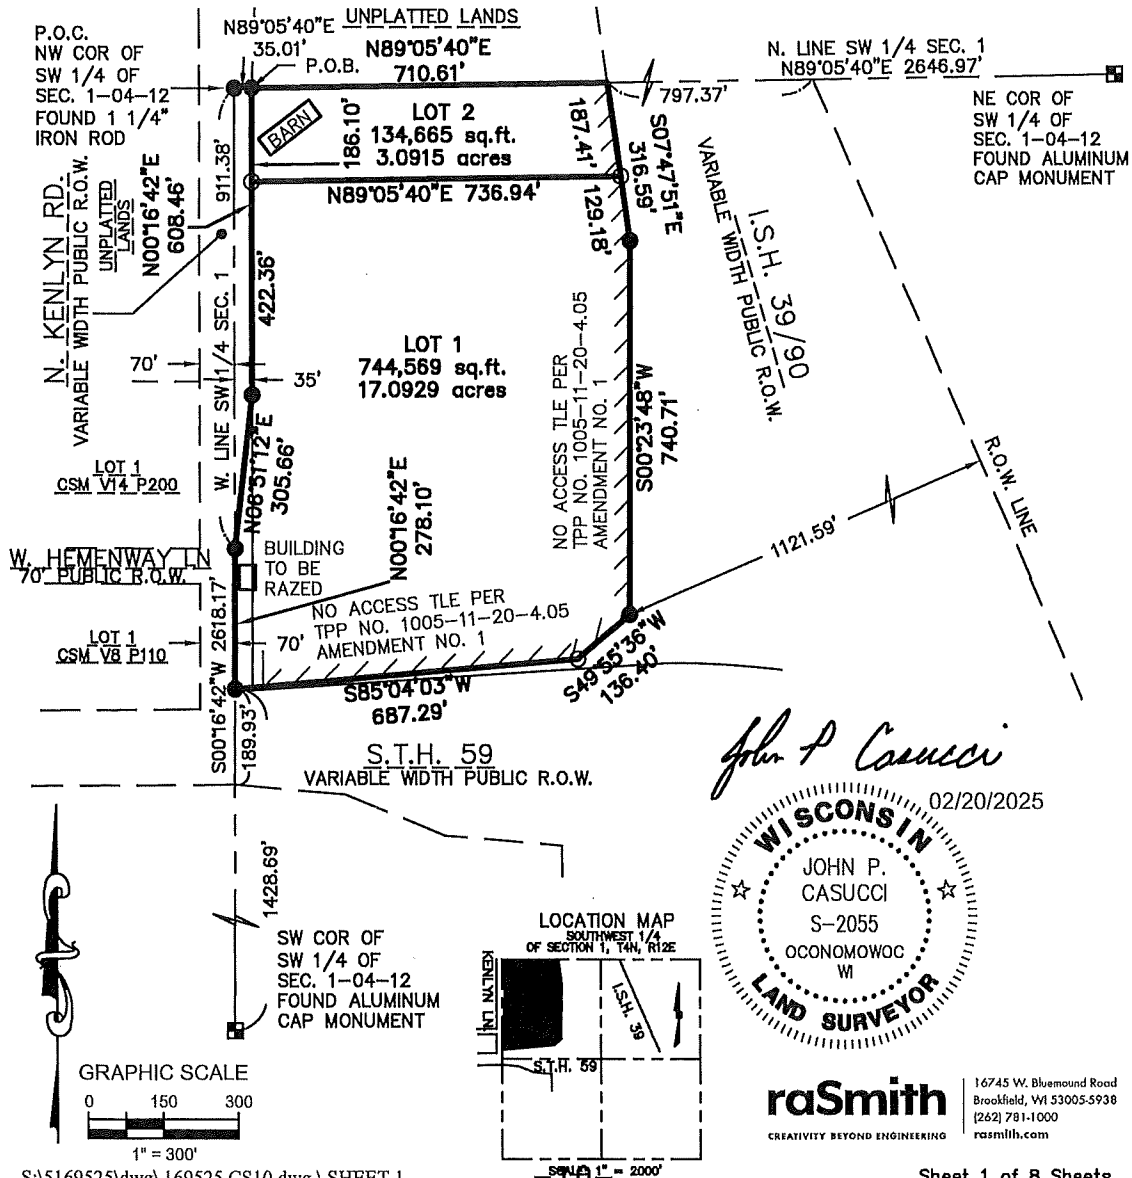 UNPLATTED LANDS
P.O.C.
NW COR OF
SW 1/4 OF
SEC. 1-04-12
FOUND 1 1/4"
IRON ROD
N89°05'40"E
35.01'
P.O.B.
N89°05'40"E
710.61'
N. LINE SW 1/4 SEC. 1
N89°05'40"E 2646.97'
797.37'
NE COR OF
SW 1/4 OF
SEC. 1-04-12
FOUND ALUMINUM
CAP MONUMENT
BARN
186.10'
LOT 2
134,665 sq.ft.
3.0915 acres
187.41'
S07°47'51"E
316.59'
129.18'
N89°05'40"E 736.94'
911.38'
N. KENLYN RD.
VARIABLE WIDTH PUBLIC R.O.W.
UNPLATTED
LANDS
N00°16'42"E
608.46'
422.36'
W. LINE SW 1/4 SEC. 1
VARIABLE WIDTH PUBLIC R.O.W.
I.S.H. 39/90
LOT 1
744,569 sq.ft.
17.0929 acres
70'
35'
NO ACCESS TLE PER
TPP NO. 1005-11-20-4.05
AMENDMENT NO. 1
S00°23'48"W
740.71'
R.O.W. LINE
1121.59'
LOT 1
CSM V14 P200
N08°51'12"E
305.66'
N00°16'42"E
278.10'
W. HEMENWAY LN
70' PUBLIC R.O.W.
BUILDING
TO BE
RAZED
NO ACCESS TLE PER
TPP NO. 1005-11-20-4.05
AMENDMENT NO. 1
LOT 1
CSM V8 P110
70'
S00°16'42"W 2618.17'
189.93'
S85°04'03"W
687.29'
S49°55'36"W
136.40'
S.T.H. 59
VARIABLE WIDTH PUBLIC R.O.W.
John P Casucci
02/20/2025
WISCONSIN
JOHN P.
CASUCCI
S-2055
OCONOMOWOC
WI
LAND SURVEYOR
1428.69'
SW COR OF
SW 1/4 OF
SEC. 1-04-12
FOUND ALUMINUM
CAP MONUMENT
LOCATION MAP
SOUTHWEST 1/4
OF SECTION 1, T4N, R12E
KENLYN LN
I.S.H. 39
S.T.H. 59
SCALE: 1" = 2000'
GRAPHIC SCALE
0 150 300
1" = 300'
raSmith
CREATIVITY BEYOND ENGINEERING
16745 W. Bluemound Road
Brookfield, WI 53005-5938
(262) 781-1000
rasmith.com
S:\5169525\dwg\ 169525 CS10.dwg \ SHEET 1
Sheet 1 of 8 Sheets